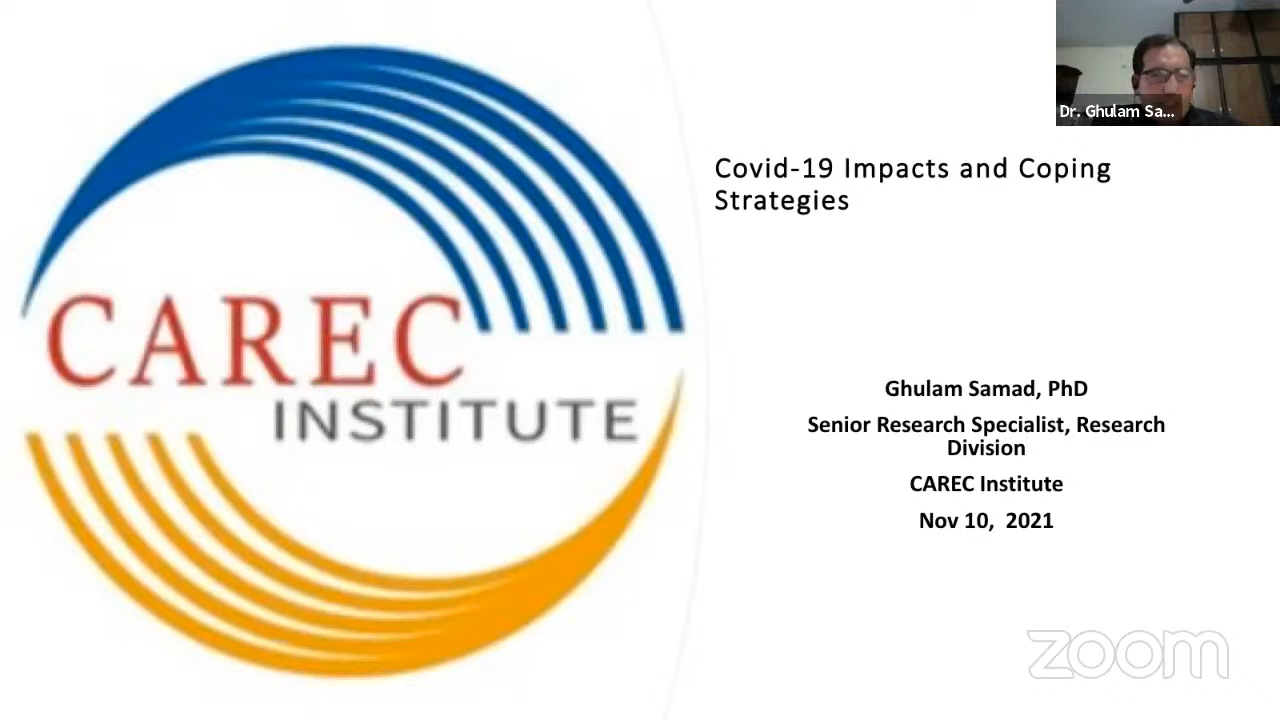 Dr. Ghulam Sa...
Covid-19 Impacts and Coping
Strategies
CAREC
INSTITUTE
Ghulam Samad, PhD
Senior Research Specialist, Research
Division
CAREC Institute
Nov 10, 2021
zoom